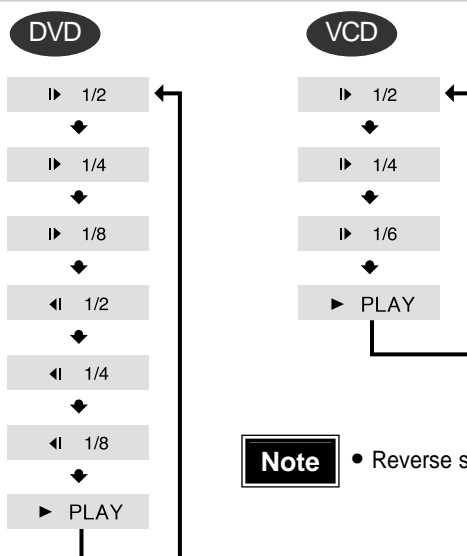 DVD
1/2
1/4
1/8
1/2
1/4
1/8
PLAY
VCD
1/2
1/4
1/6
PLAY
Note
• Reverse